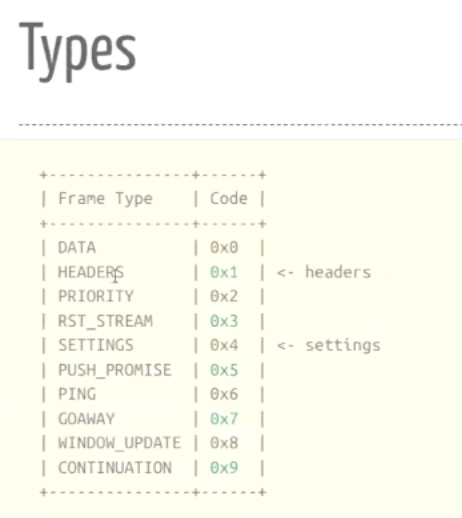 Types
+---------------+------+
| Frame Type    | Code |
+---------------+------+
| DATA          | 0x0  |
| HEADERS       | 0x1  | <- headers
| PRIORITY      | 0x2  |
| RST_STREAM    | 0x3  |
| SETTINGS      | 0x4  | <- settings
| PUSH_PROMISE  | 0x5  |
| PING          | 0x6  |
| GOAWAY        | 0x7  |
| WINDOW_UPDATE | 0x8  |
| CONTINUATION  | 0x9  |
+---------------+------+